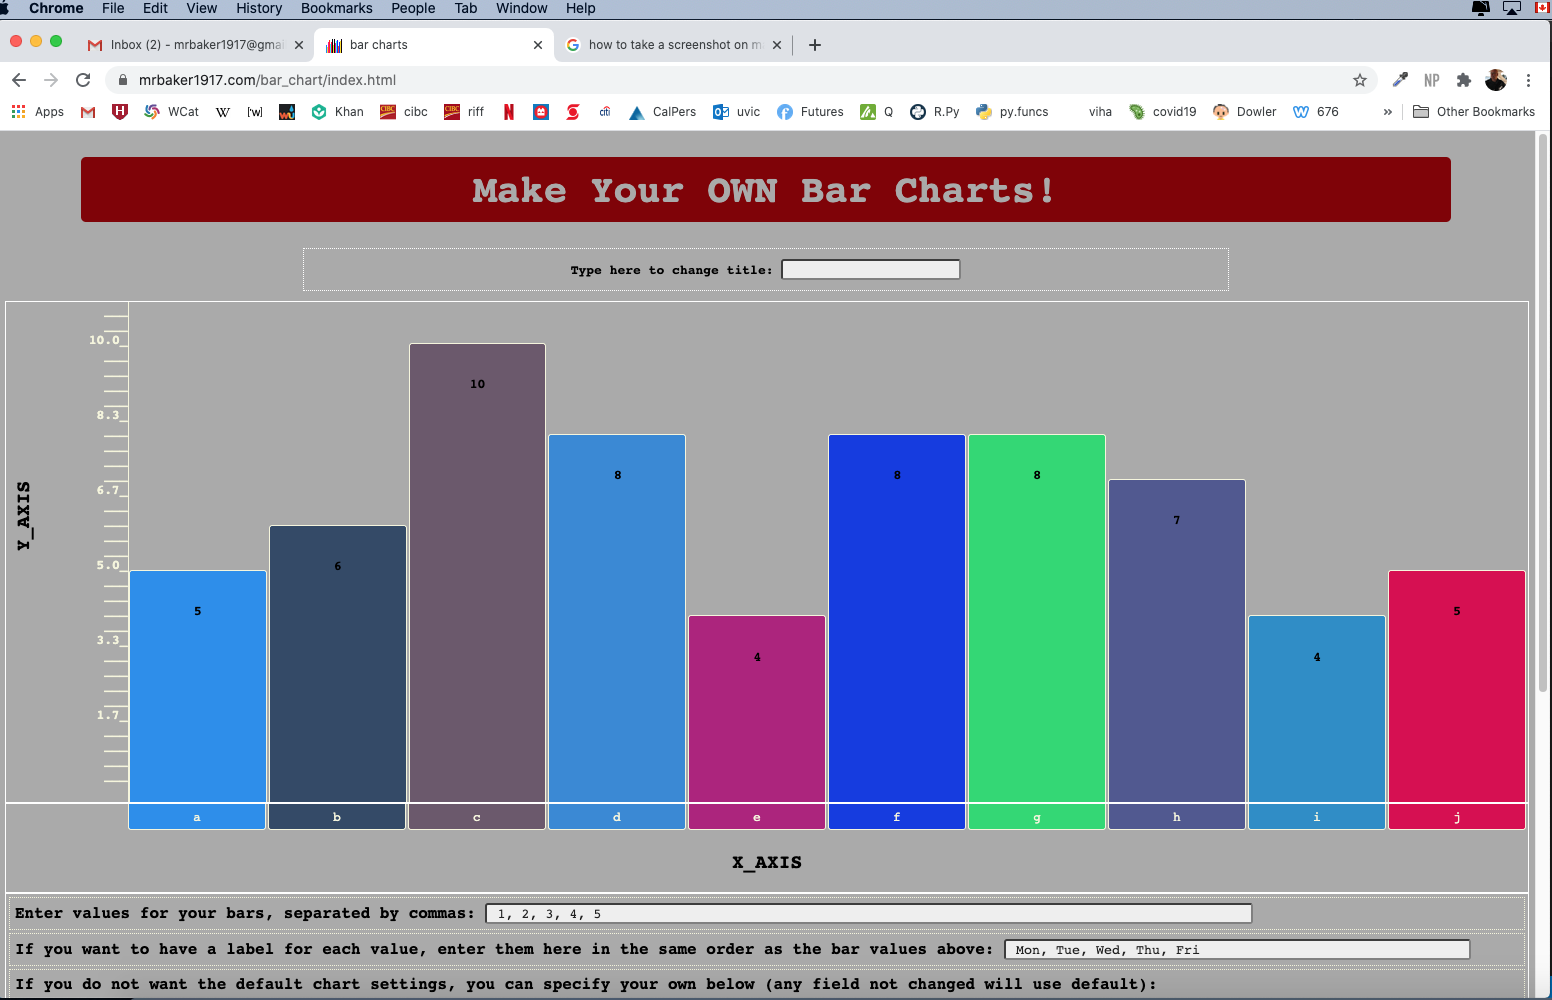 Chrome File Edit View History Bookmarks People Tab Window Help
Inbox (2) - mrbaker1917@gmai bar charts how to take a screenshot on m
mrbaker1917.com/bar_chart/index.html NP
Apps WCat W [w] WU Khan CIBC cibc CIBC riff N citi CalPers uvic Futures Q R.Py py.funcs viha covid19 Dowler 676 » Other Bookmarks
Make Your OWN Bar Charts!
Type here to change title:
10.0
10
8.3
8 8 8
6.7
7
6
5.0
5 5
3.3
4 4
1.7
Y_AXIS
a b c d e f g h i j
X_AXIS
Enter values for your bars, separated by commas: 1, 2, 3, 4, 5
If you want to have a label for each value, enter them here in the same order as the bar values above: Mon, Tue, Wed, Thu, Fri
If you do not want the default chart settings, you can specify your own below (any field not changed will use default):